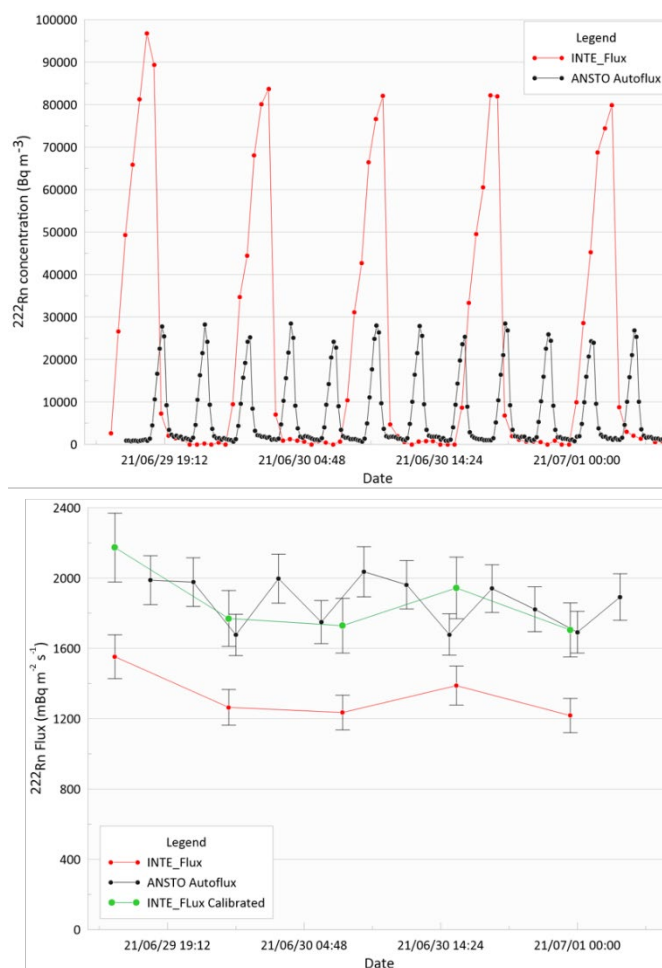 100000
90000
80000
70000
60000
50000
40000
30000
20000
10000
0
222Rn concentration (Bq m-3)
Legend
INTE_Flux
ANSTO Autoflux
21/06/29 19:12 21/06/30 04:48 21/06/30 14:24 21/07/01 00:00
Date
2400
2000
1600
1200
800
400
0
222Rn Flux (mBq m-2 s-1)
Legend
INTE_Flux
ANSTO Autoflux
INTE_FLux Calibrated
21/06/29 19:12 21/06/30 04:48 21/06/30 14:24 21/07/01 00:00
Date